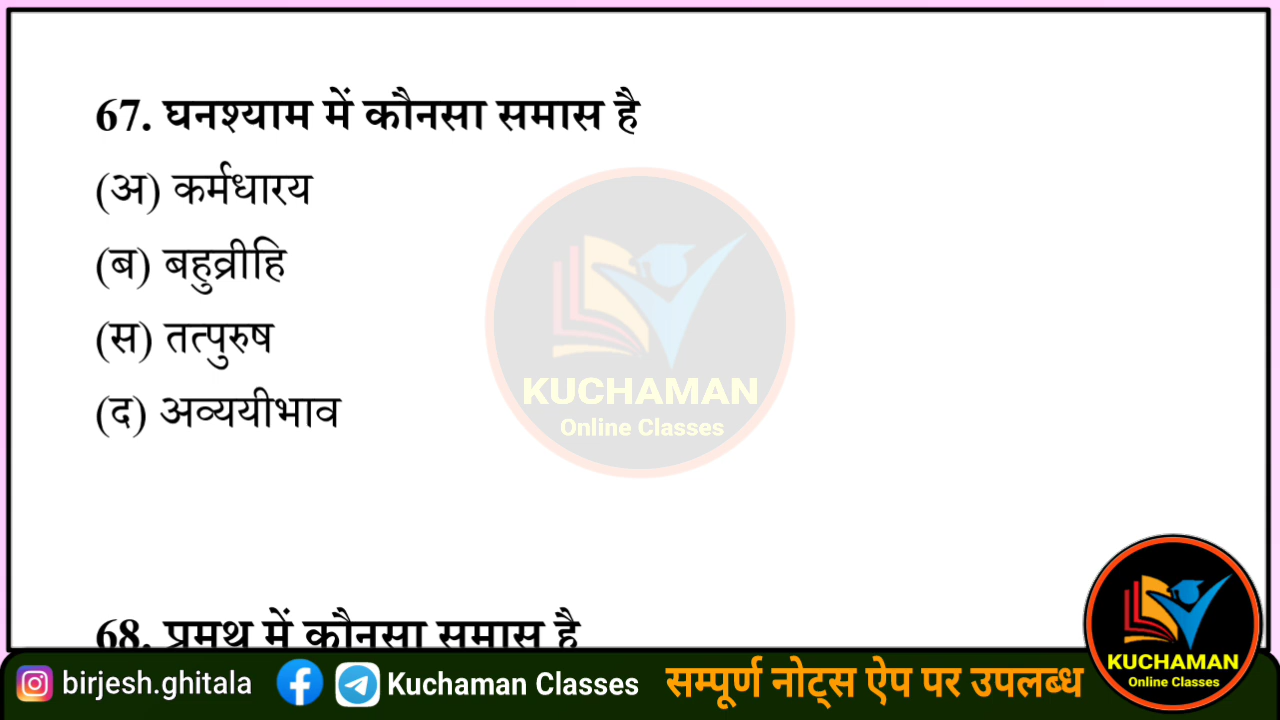 67. घनश्याम में कौनसा समास है
(अ) कर्मधारय
(ब) बहुव्रीहि
(स) तत्पुरुष
(द) अव्ययीभाव
KUCHAMAN
Online Classes
68. प्रमथ में कौनसा समास है
birjesh.ghitala
Kuchaman Classes
सम्पूर्ण नोट्स ऐप पर उपलब्ध
KUCHAMAN
Online Classes